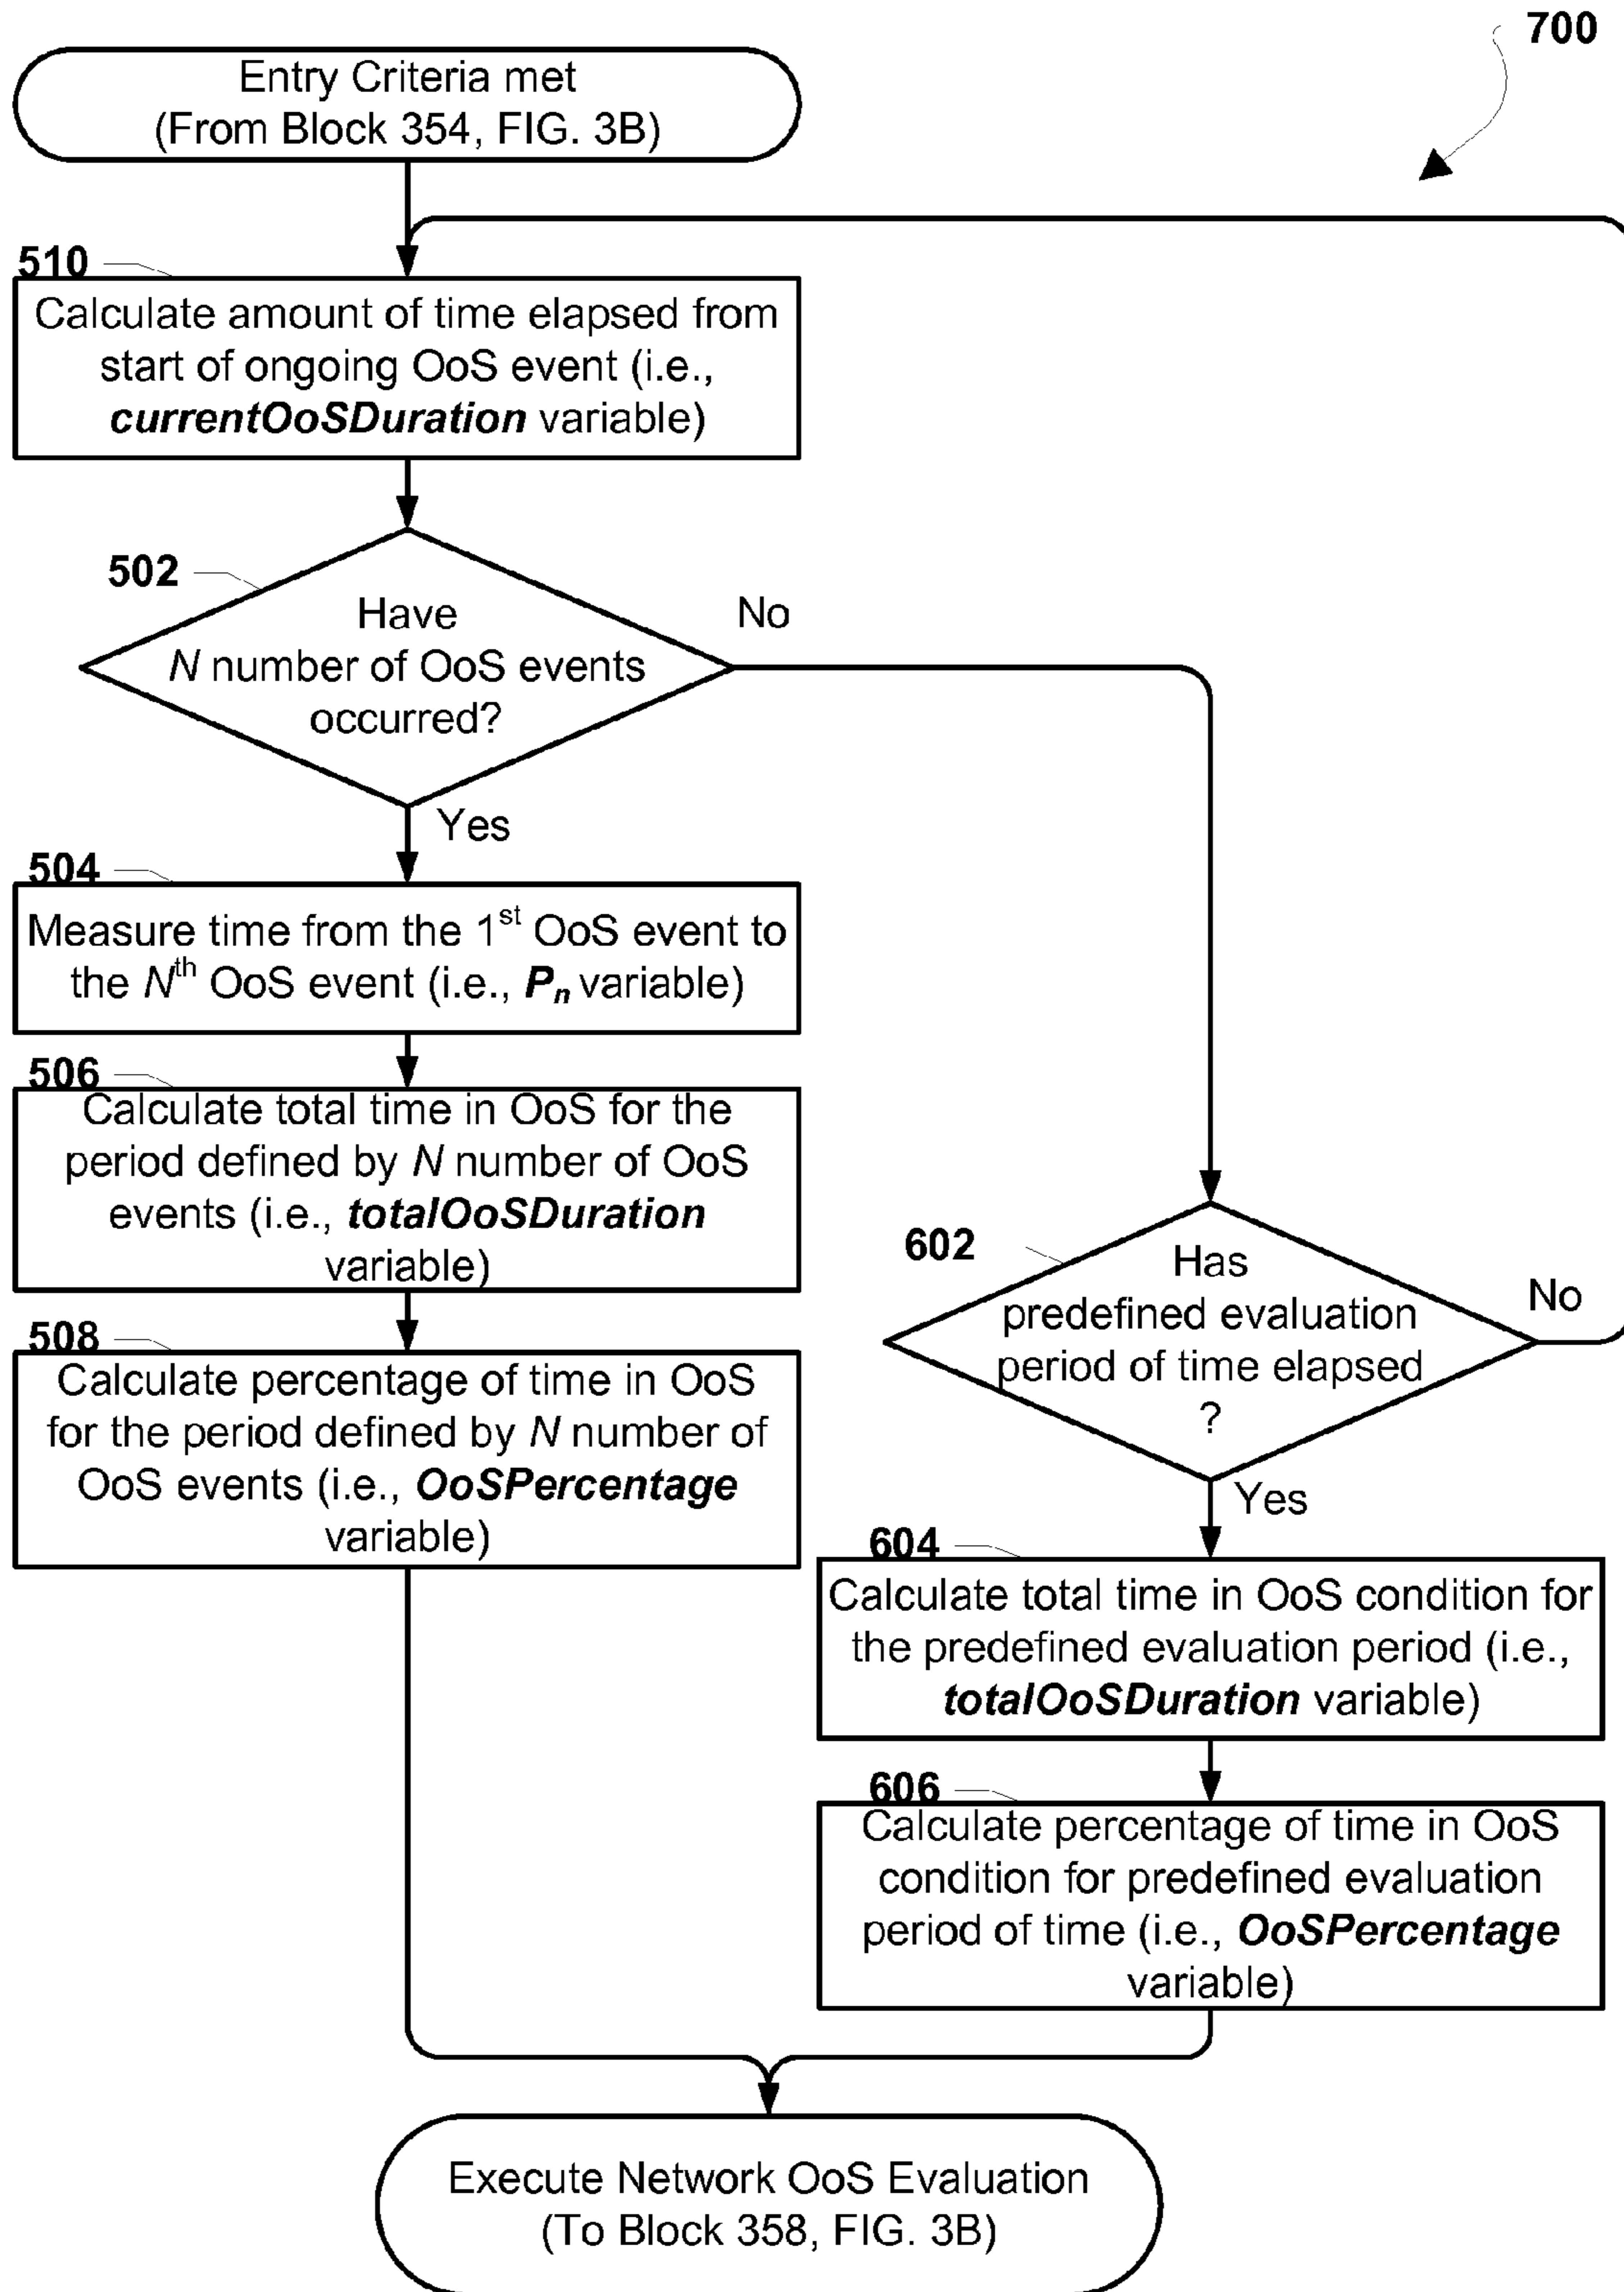 700
Entry Criteria met
(From Block 354, FIG. 3B)
510
Calculate amount of time elapsed from
start of ongoing OoS event (i.e.,
currentOoSDuration variable)
502
Have
N number of OoS events
occurred?
No
Yes
504
Measure time from the 1st OoS event to
the Nth OoS event (i.e., Pn variable)
506
Calculate total time in OoS for the
period defined by N number of OoS
events (i.e., totalOoSDuration
variable)
508
Calculate percentage of time in OoS
for the period defined by N number of
OoS events (i.e., OoSPercentage
variable)
602
Has
predefined evaluation
period of time elapsed
?
No
Yes
604
Calculate total time in OoS condition for
the predefined evaluation period (i.e.,
totalOoSDuration variable)
606
Calculate percentage of time in OoS
condition for predefined evaluation
period of time (i.e., OoSPercentage
variable)
Execute Network OoS Evaluation
(To Block 358, FIG. 3B)